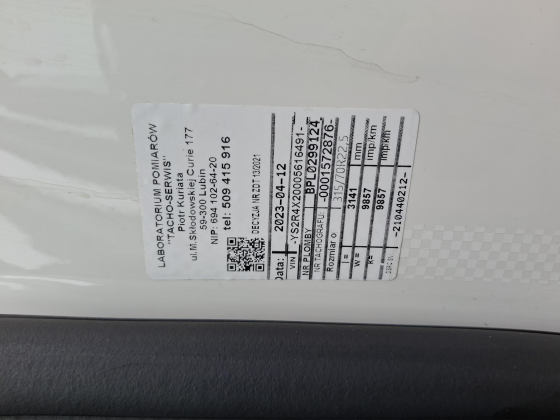 LABORATORIUM POMIARÓW
"TACHO-SERWIS"
Piotr Kuriata
ul.M.Skłodowskiej Curie 177
59-300 Lubin
NIP: 694 102-64-20
tel: 509 415 916
DECYZJA NR ZDT 13/2021
Data: 2023-04-12
VIN -YS2R4X20005616491-
NR PLOMBY BPL0299124
NR TACHOGRAFU -0001572876-
Rozmiar o 315/70R22,5
l = 3141 mm
w = 9857 imp/km
k= 9857 imp/km
-210440212-